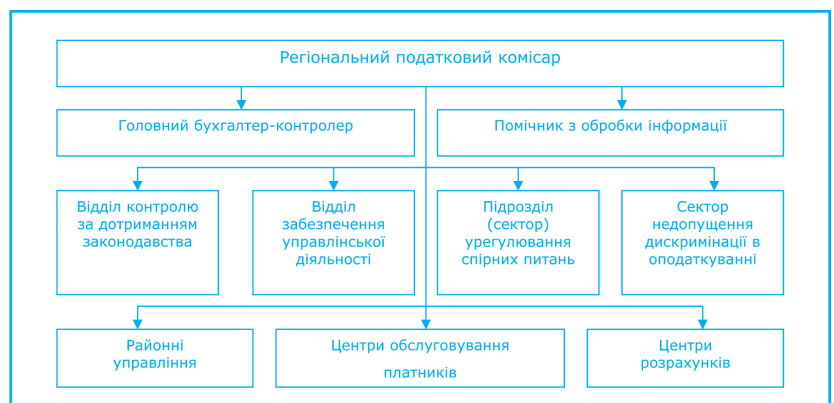 Регіональний податковий комісар
Головний бухгалтер-контролер
Помічник з обробки інформації
Відділ контролю
за дотриманням
законодавства
Відділ
забезпечення
управлінської
діяльності
Підрозділ
(сектор)
урегулювання
спірних питань
Сектор
недопущення
дискримінації в
оподаткуванні
Районні
управління
Центри обслуговування
платників
Центри
розрахунків